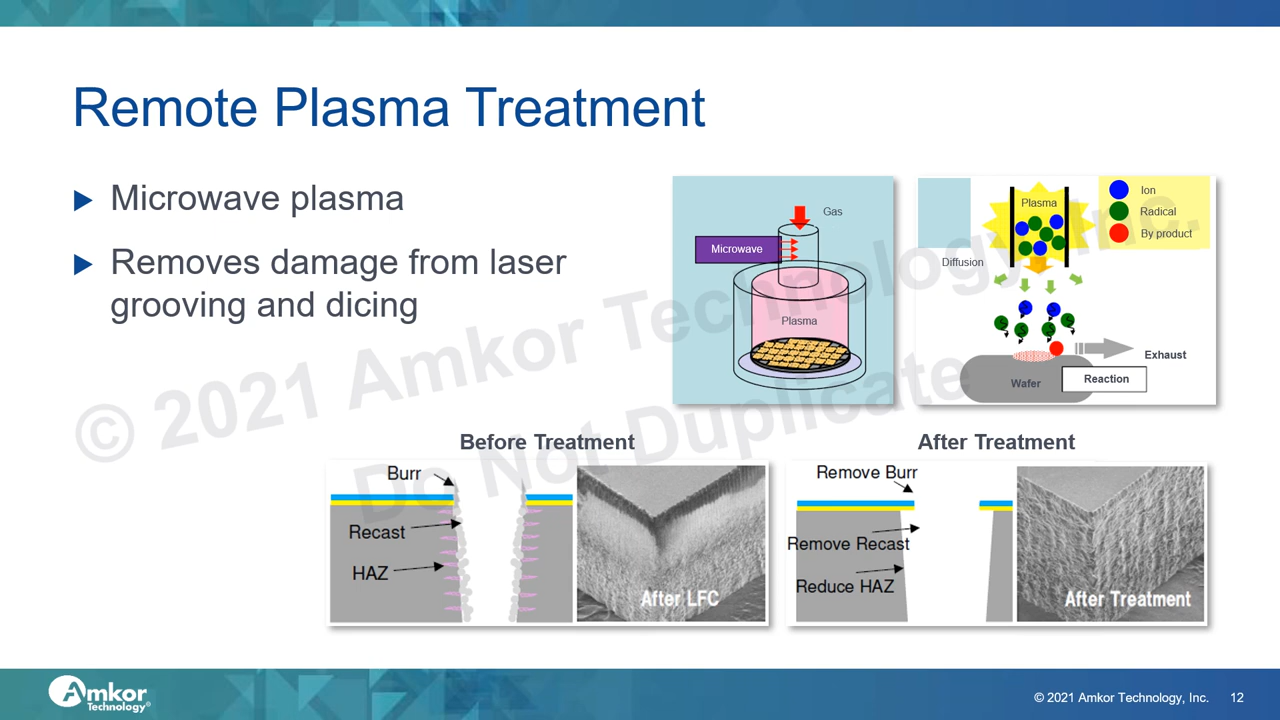 Remote Plasma Treatment
Microwave plasma
Removes damage from laser
grooving and dicing
Gas
Microwave
Plasma
Plasma
Ion
Radical
By product
Diffusion
Exhaust
Wafer
Reaction
© 2021 Amkor Technology, Inc.
Do Not Duplicate
Before Treatment
Burr
Recast
HAZ
After LFC
After Treatment
Remove Burr
Remove Recast
Reduce HAZ
After Treatment
Amkor
Technology®
© 2021 Amkor Technology, Inc.
12